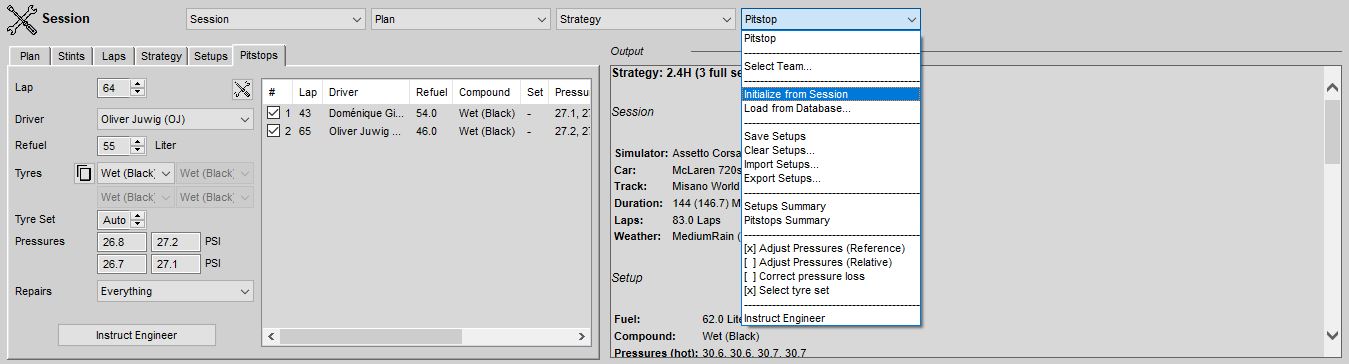 Session
Session
Plan
Strategy
Pitstop
Plan
Stints
Laps
Strategy
Setups
Pitstops
Lap
64
Driver
Oliver Juwig (OJ)
Refuel
55
Liter
Tyres
Wet (Black)
Wet (Black)
Wet (Black)
Wet (Black)
Tyre Set
Auto
Pressures
26.8
27.2
PSI
26.7
27.1
PSI
Repairs
Everything
Instruct Engineer
# Lap Driver Refuel Compound Set Pressu
1 43 Doménique Gi... 54.0 Wet (Black) - 27.1, 27
2 65 Oliver Juwig ... 46.0 Wet (Black) - 27.2, 27
Output
Strategy: 2.4H (3 full se
Session
Simulator: Assetto Corsa
Car: McLaren 720s
Track: Misano World
Duration: 144 (146.7) M
Laps: 83.0 Laps
Weather: MediumRain (
Setup
Fuel: 62.0 Lite
Compound: Wet (Black)
Pressures (hot): 30.6, 30.6, 30.7, 30.7
Pitstop
Select Team...
Initialize from Session
Load from Database...
Save Setups
Clear Setups...
Import Setups...
Export Setups...
Setups Summary
Pitstops Summary
[x] Adjust Pressures (Reference)
[ ] Adjust Pressures (Relative)
[ ] Correct pressure loss
[x] Select tyre set
Instruct Engineer